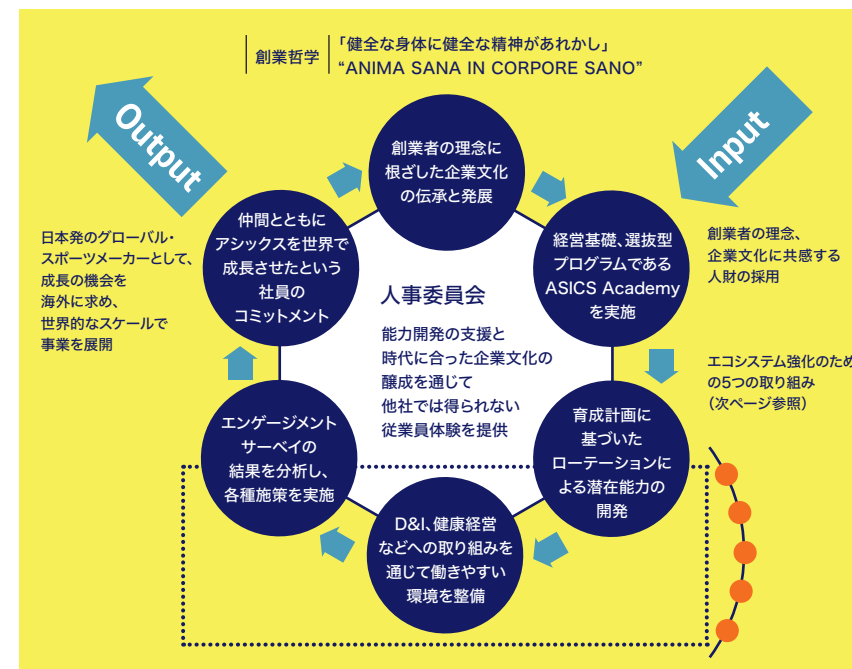 創業哲学
「健全な身体に健全な精神があれかし」
“ANIMA SANA IN CORPORE SANO”
Output
Input
創業者の理念に
根ざした企業文化
の伝承と発展
仲間とともに
アシックスを世界で
成長させたという
社員の
コミットメント
経営基礎、選抜型
プログラムである
ASICS Academy
を実施
日本発のグローバル・
スポーツメーカーとして、
成長の機会を
海外に求め、
世界的なスケールで
事業を展開
創業者の理念、
企業文化に共感する
人財の採用
人事委員会
能力開発の支援と
時代に合った企業文化の
醸成を通じて
他社では得られない
従業員体験を提供
エコシステム強化のため
の5つの取り組み
（次ページ参照）
エンゲージメント
サーベイの
結果を分析し、
各種施策を実施
育成計画に
基づいた
ローテーションに
よる潜在能力の
開発
D&I、健康経営
などへの取り組みを
通じて働きやすい
環境を整備